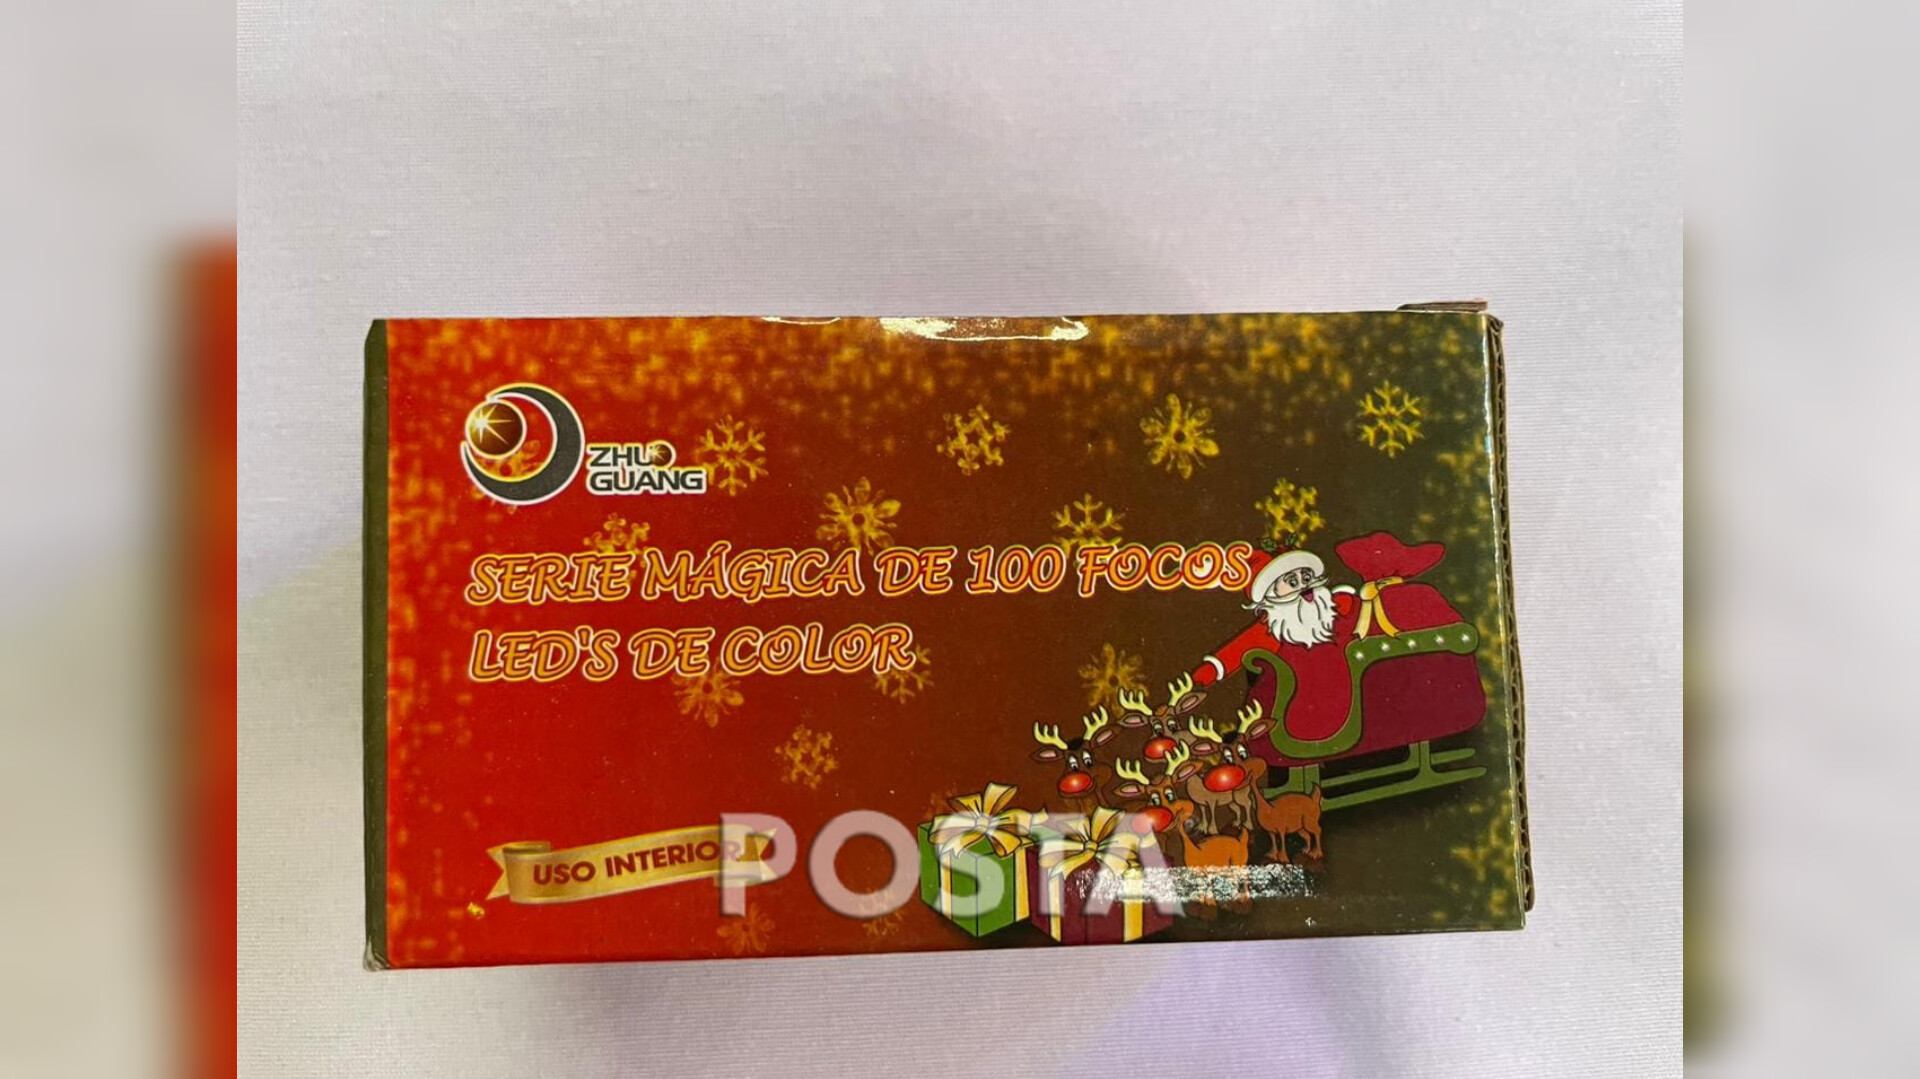 ZHUO
GUANG
SERIE MÁGICA DE 100 FOCOS
LED'S DE COLOR
USO INTERIOR
POSTA